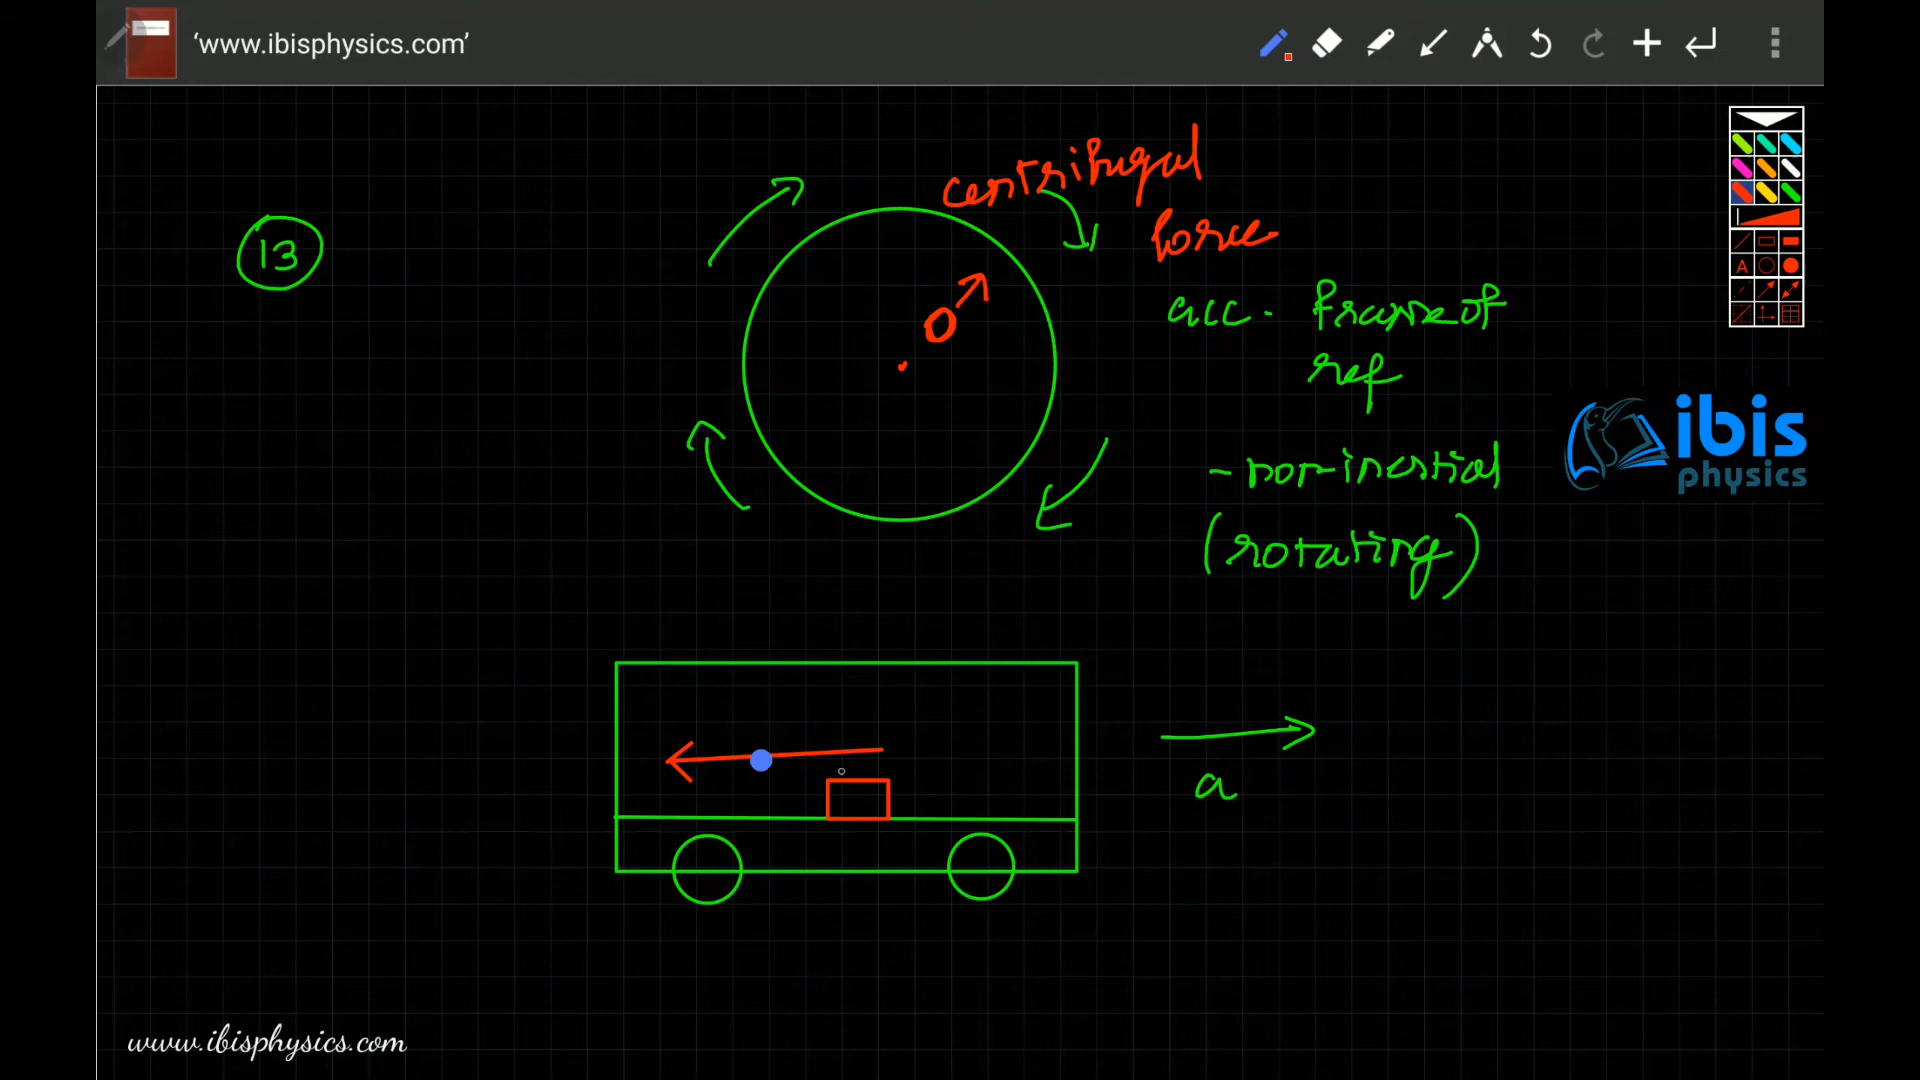 ‘www.ibisphysics.com’
13
centrifugal
force
acc. frame of
ref
- non-inertial
(rotating)
ibis
physics
a
A
www.ibisphysics.com